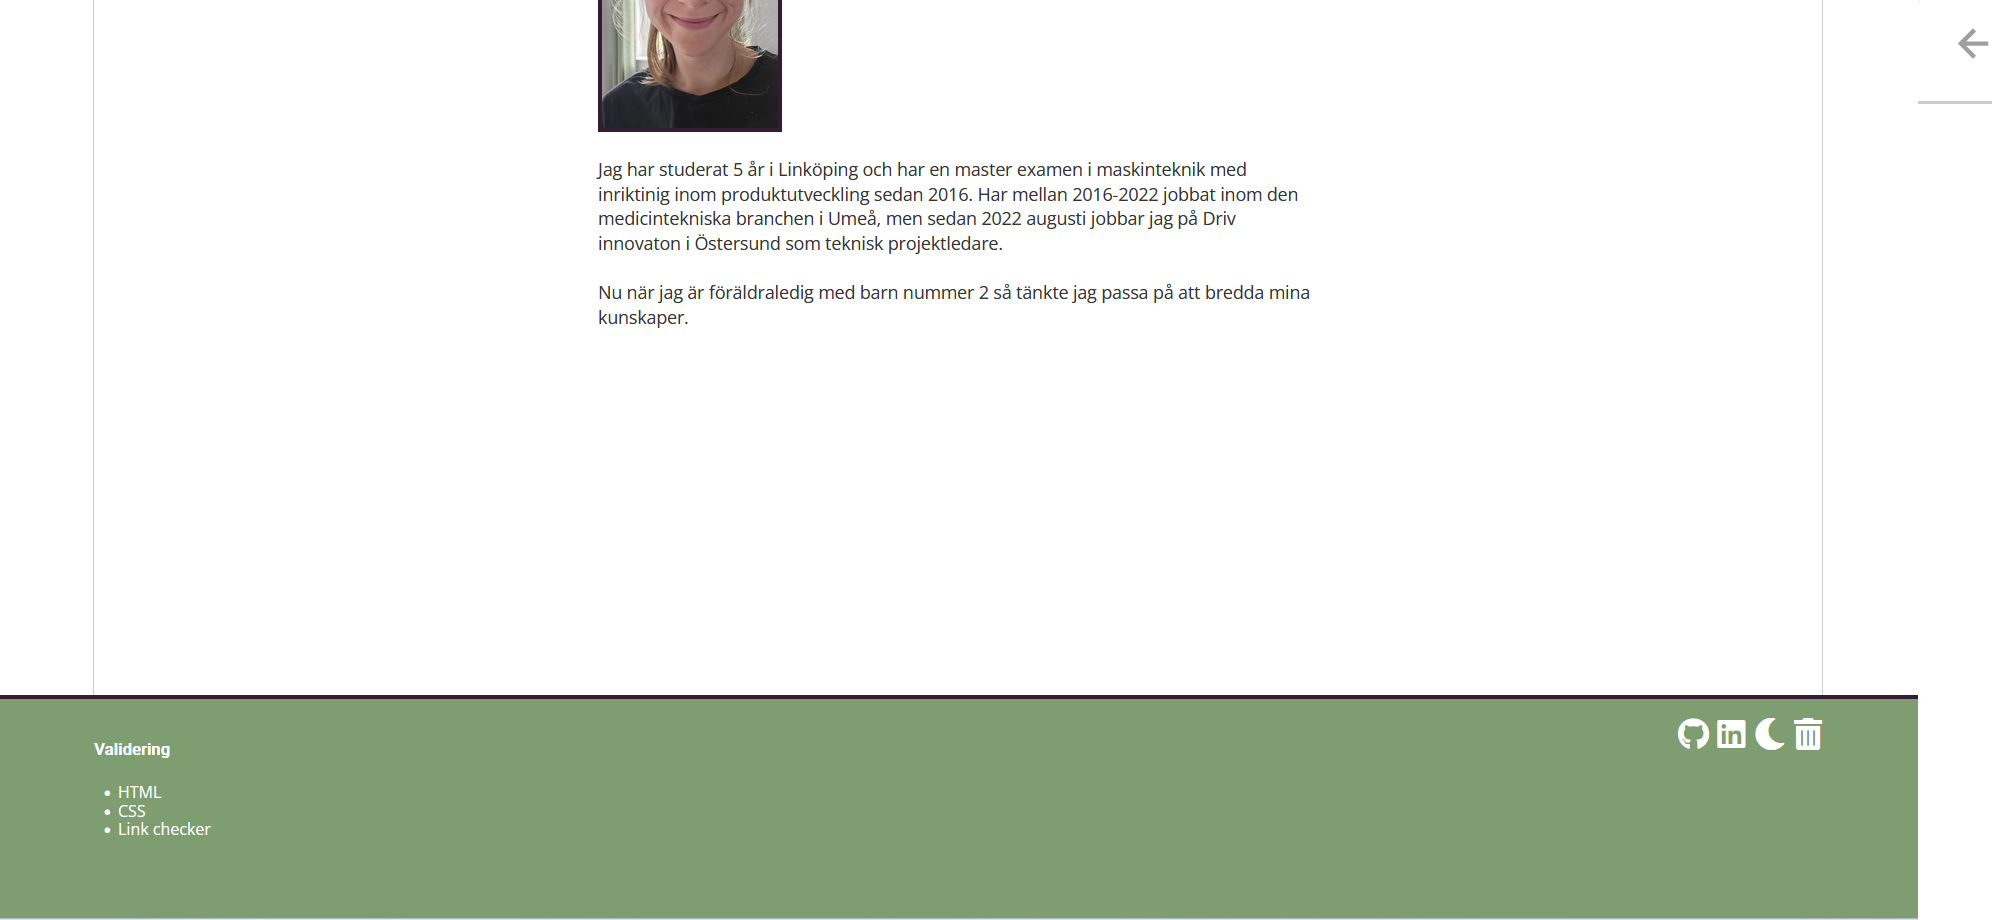 Jag har studerat 5 år i Linköping och har en master examen i maskinteknik med
inriktinig inom produktutveckling sedan 2016. Har mellan 2016-2022 jobbat inom den
medicintekniska branchen i Umeå, men sedan 2022 augusti jobbar jag på Driv
innovaton i Östersund som teknisk projektledare.
Nu när jag är föräldraledig med barn nummer 2 så tänkte jag passa på att bredda mina
kunskaper.
Validering
HTML
CSS
Link checker
in